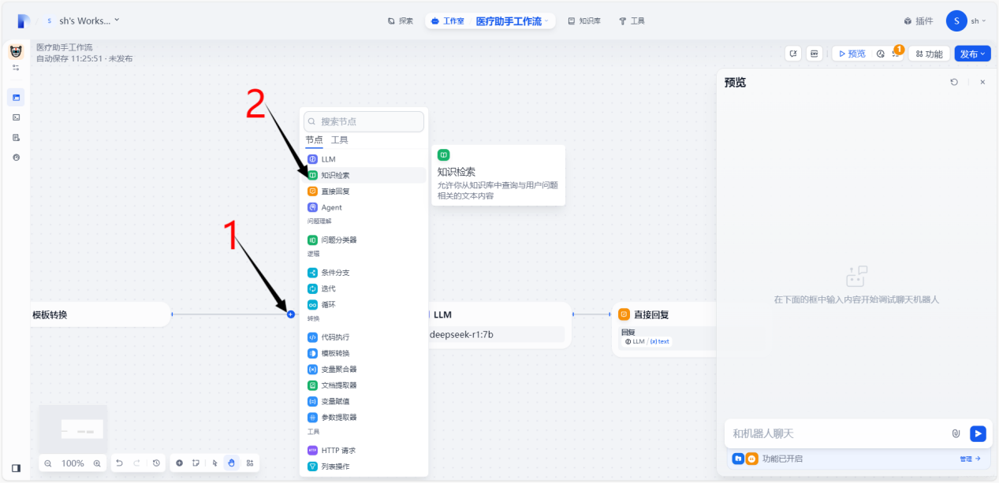 sh's Works...
探索
工作室
医疗助手工作流
知识库
工具
插件
S
sh
医疗助手工作流
自动保存 11:25:51 · 未发布
预览
1
功能
发布
预览
2
搜索节点
节点 工具
LLM
知识检索
直接回复
Agent
问题理解
问题分类器
逻辑
条件分支
迭代
循环
转换
代码执行
模板转换
变量聚合器
文档提取器
变量赋值
参数提取器
工具
HTTP 请求
列表操作
知识检索
允许你从知识库中查询与用户问题
相关的文本内容
1
模板转换
LLM
deepseek-r1:7b
直接回复
回复
LLM / {x} text
在下面的框中输入内容开始调试聊天机器人
和机器人聊天
功能已开启
管理 →
100%